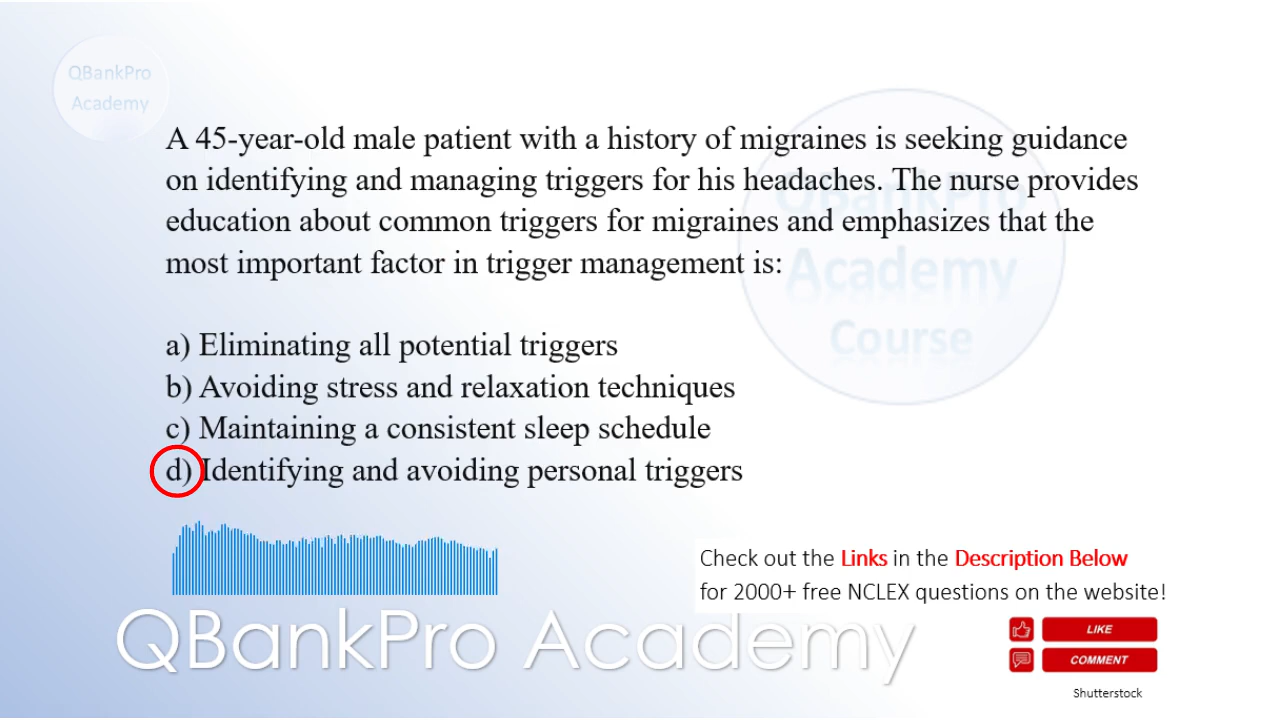 QBankPro
Academy
A 45-year-old male patient with a history of migraines is seeking guidance
on identifying and managing triggers for his headaches. The nurse provides
education about common triggers for migraines and emphasizes that the
most important factor in trigger management is:
QBankPro
Academy
Course
a) Eliminating all potential triggers
b) Avoiding stress and relaxation techniques
c) Maintaining a consistent sleep schedule
d) Identifying and avoiding personal triggers
Check out the Links in the Description Below
for 2000+ free NCLEX questions on the website!
QBankPro Academy
LIKE
COMMENT
Shutterstock